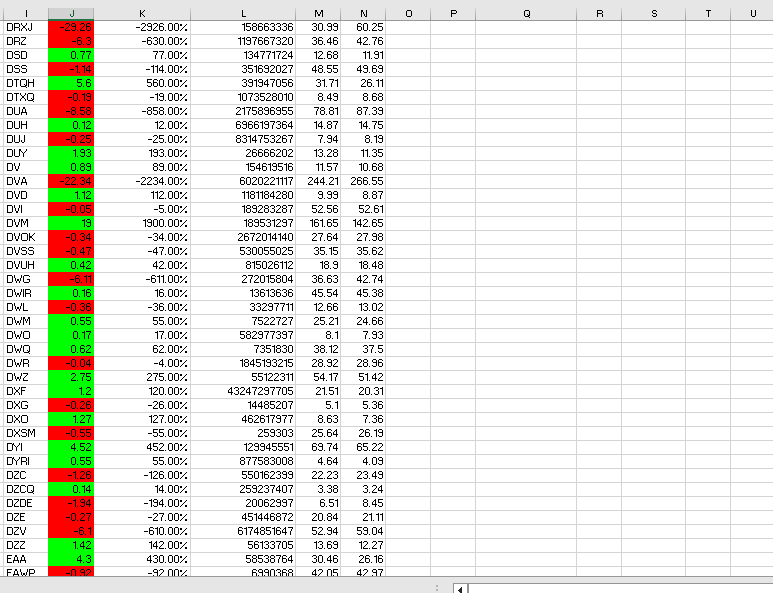 I J K L M N O P Q R S T U
DRXJ -29.26 -2926.00% 158663336 30.99 60.25
DRZ -6.3 -630.00% 1197667320 36.46 42.76
DSD 0.77 77.00% 134771724 12.68 11.91
DSS -1.14 -114.00% 351692027 48.55 49.69
DTQH 5.6 560.00% 391947056 31.71 26.11
DTXQ -0.19 -19.00% 1073528010 8.49 8.68
DUA -8.58 -858.00% 2175896955 78.81 87.39
DUH 0.12 12.00% 6966197364 14.87 14.75
DUJ -0.25 -25.00% 8314753267 7.94 8.19
DUY 1.93 193.00% 26666202 13.28 11.35
DV 0.89 89.00% 154619516 11.57 10.68
DVA -22.34 -2234.00% 6020221117 244.21 266.55
DVD 1.12 112.00% 1181184280 9.99 8.87
DVI -0.05 -5.00% 189283287 52.56 52.61
DVM 19 1900.00% 189531297 161.65 142.65
DVOK -0.34 -34.00% 2672014140 27.64 27.98
DVSS -0.47 -47.00% 530055025 35.15 35.62
DVUH 0.42 42.00% 815026112 18.9 18.48
DWG -6.11 -611.00% 272015804 36.63 42.74
DWIR 0.16 16.00% 13613636 45.54 45.38
DWL -0.36 -36.00% 33297711 12.66 13.02
DWM 0.55 55.00% 7522727 25.21 24.66
DWO 0.17 17.00% 582977397 8.1 7.93
DWQ 0.62 62.00% 7351830 38.12 37.5
DWR -0.04 -4.00% 1845193215 28.92 28.96
DWZ 2.75 275.00% 55122311 54.17 51.42
DXF 1.2 120.00% 43247297705 21.51 20.31
DXG -0.26 -26.00% 14485207 5.1 5.36
DXO 1.27 127.00% 462617977 8.63 7.36
DXSM -0.55 -55.00% 259303 25.64 26.19
DYI 4.52 452.00% 129945551 69.74 65.22
DYRI 0.55 55.00% 877583008 4.64 4.09
DZC -1.26 -126.00% 550162399 22.23 23.49
DZCQ 0.14 14.00% 259237407 3.38 3.24
DZDE -1.94 -194.00% 20062997 6.51 8.45
DZE -0.27 -27.00% 451446872 20.84 21.11
DZV -6.1 -610.00% 6174851647 52.94 59.04
DZZ 1.42 142.00% 56133705 13.69 12.27
EAA 4.3 430.00% 58538764 30.46 26.16
EAWP -0.92 -92.00% 6990368 42.05 42.97